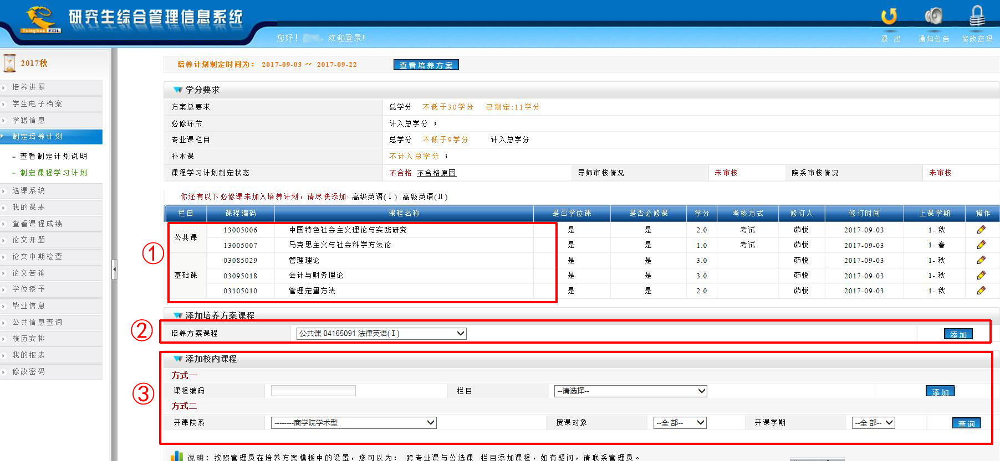 研究生综合管理信息系统
Tsinghua EOL
您好! ,欢迎登录!
退 出 通知公告 修改密码
2017秋
培养进展
学生电子档案
学籍信息
制定培养计划
- 查看制定计划说明
- 制定课程学习计划
选课系统
我的课表
查看课程成绩
论文开题
论文中期检查
论文答辩
学位授予
毕业信息
公共信息查询
校历安排
我的报表
修改密码
培养计划制定时间为: 2017-09-03 ～ 2017-09-22 查看培养方案
学分要求
方案总要求 总学分 不低于30学分 已制定:11学分
必修环节 计入总学分 ;
专业课栏目 总学分 不低于9学分 计入总学分
补本课 不计入总学分 ;
课程学习计划制定状态 不合格 不合格原因 导师审核情况 未审核 院系审核情况 未审核
你还有以下必修课未加入培养计划,请尽快添加: 高级英语(Ⅰ) 高级英语(Ⅱ)
栏目 课程编码 课程名称 是否学位课 是否必修课 学分 考核方式 修订人 修订时间 上课学期 操作
①
公共课 13005006 中国特色社会主义理论与实践研究 是 是 2.0 考试 茆悦 2017-09-03 1- 秋
13005007 马克思主义与社会科学方法论 是 是 1.0 考试 茆悦 2017-09-03 1- 春
基础课 03085029 管理理论 是 是 3.0 茆悦 2017-09-03 1- 秋
03095018 会计与财务理论 是 是 3.0 茆悦 2017-09-03 1- 秋
03105010 管理定量方法 是 是 2.0 茆悦 2017-09-03 1- 秋
添加培养方案课程
②
培养方案课程 公共课 04165091 法律英语(Ⅰ) 添加
③
添加校内课程
方式一
课程编码 栏目 --请选择-- 添加
方式二
开课院系 --------商学院学术型 授课对象 --全 部-- 开课学期 --全 部-- 查询
说明: 按照管理员在培养方案模板中的设置,您可以为: 跨专业课与公选课 栏目添加课程,如有疑问,请联系管理员。